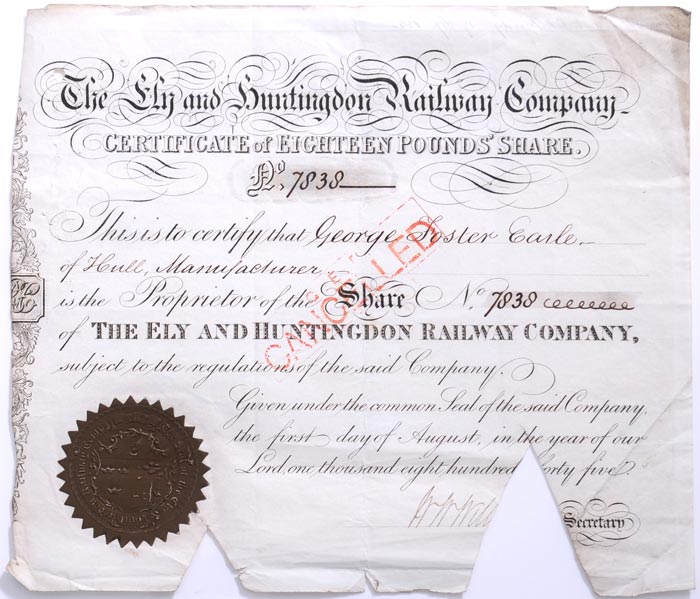 The Ely and Huntingdon Railway Company.
CERTIFICATE of EIGHTEEN POUNDS' SHARE.
No. 7838
This is to certify that George Foster Earle
of Hull, Manufacturer
is the Proprietor of the Share No. 7838
of THE ELY AND HUNTINGDON RAILWAY COMPANY,
subject to the regulations of the said Company.
CANCELLED
Given under the common Seal of the said Company,
the first day of August, in the year of our
Lord, one thousand eight hundred forty five
Secretary